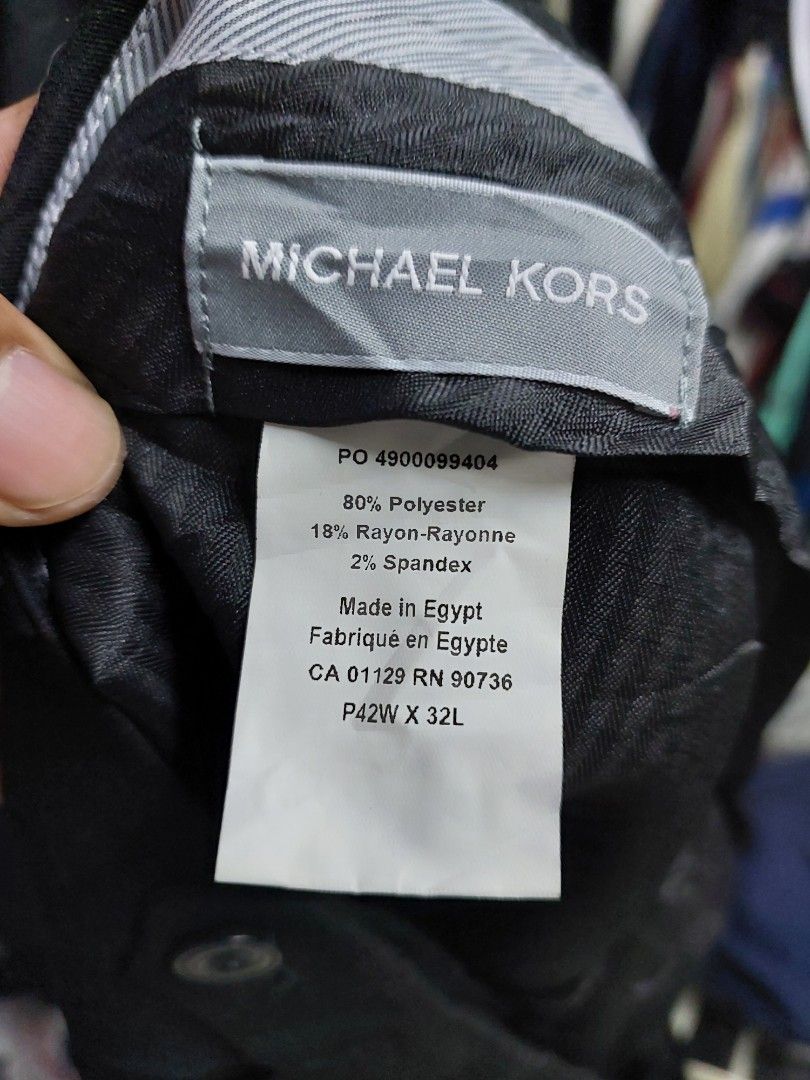 MICHAEL KORS
PO 4900099404
80% Polyester
18% Rayon-Rayonne
2% Spandex
Made in Egypt
Fabriqué en Egypte
CA 01129 RN 90736
P42W X 32L